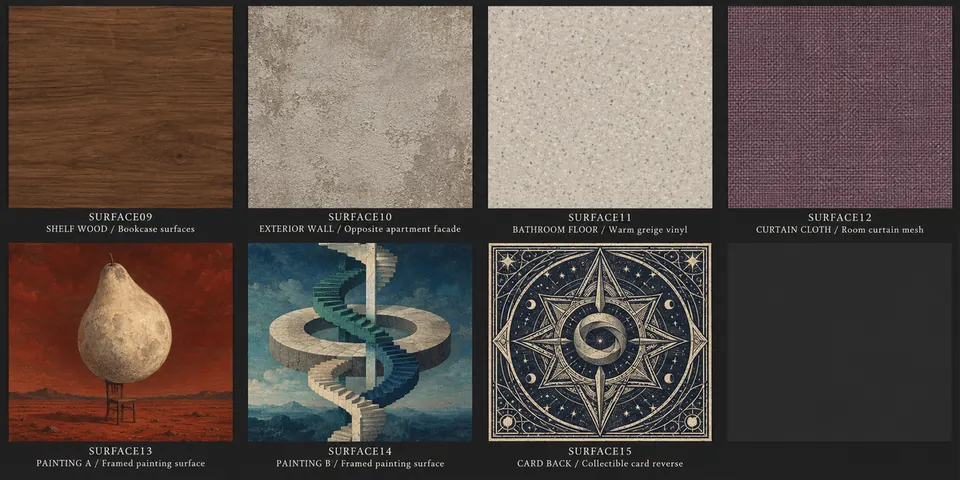 SURFACE09
SHELF WOOD / Bookcase surfaces
SURFACE10
EXTERIOR WALL / Opposite apartment facade
SURFACE11
BATHROOM FLOOR / Warm greige vinyl
SURFACE12
CURTAIN CLOTH / Room curtain mesh
SURFACE13
PAINTING A / Framed painting surface
SURFACE14
PAINTING B / Framed painting surface
SURFACE15
CARD BACK / Collectible card reverse